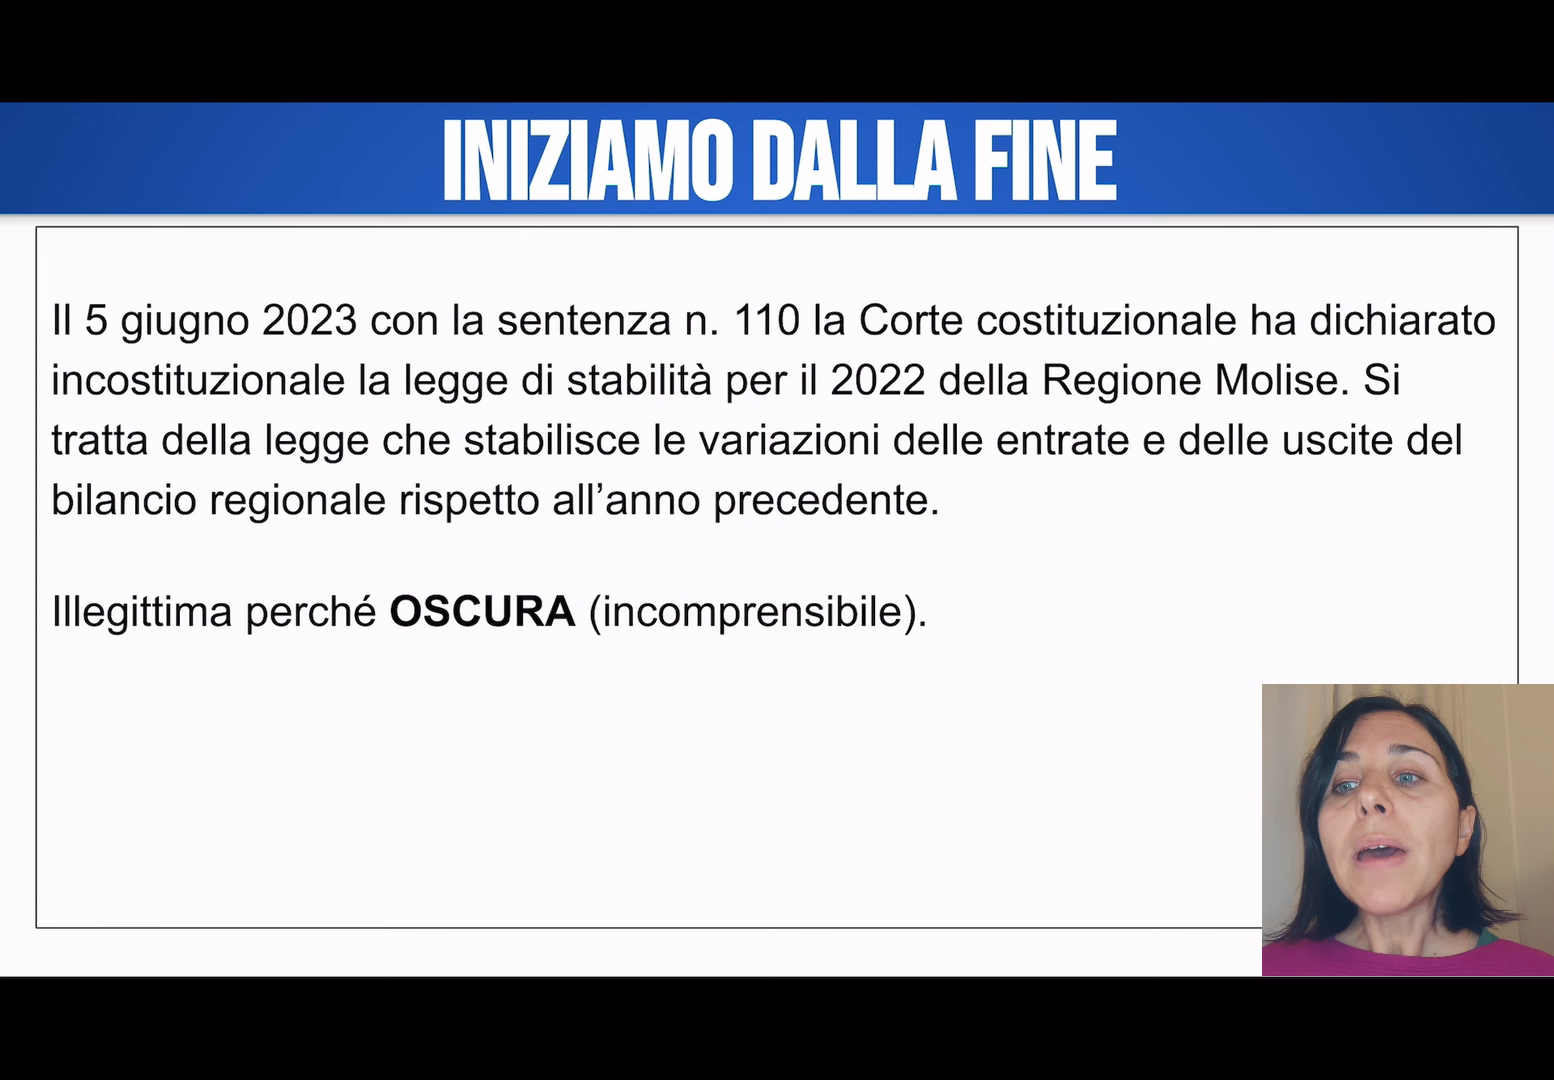 INIZIAMO DALLA FINE
Il 5 giugno 2023 con la sentenza n. 110 la Corte costituzionale ha dichiarato
incostituzionale la legge di stabilità per il 2022 della Regione Molise. Si
tratta della legge che stabilisce le variazioni delle entrate e delle uscite del
bilancio regionale rispetto all’anno precedente.
Illegittima perché OSCURA (incomprensibile).